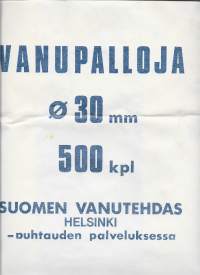 VANUPALLOJA
Ø 30 mm
500 kpl
SUOMEN VANUTEHDAS
HELSINKI
-puhtauden palveluksessa